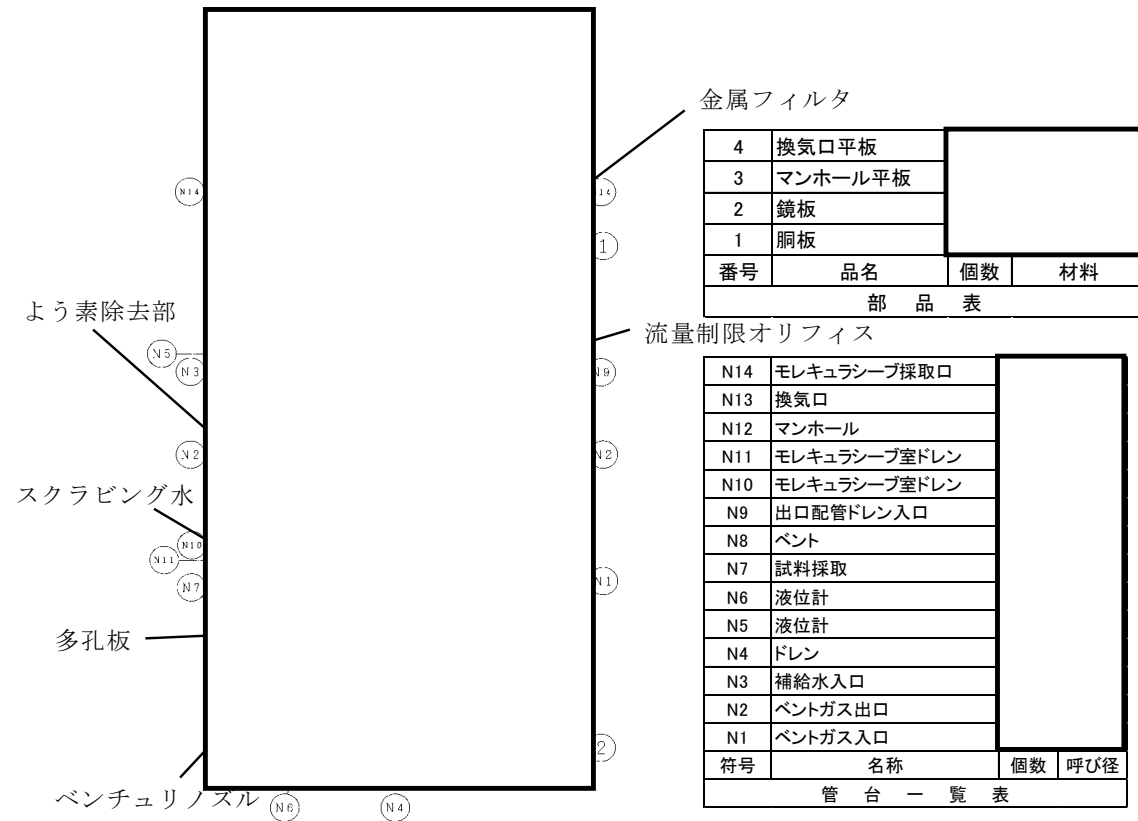 金属フィルタ
よう素除去部
スクラビング水
多孔板
ベンチュリノズル
流量制限オリフィス
N14
N5
N3
N2
N10
N11
N7
N6
N4
14
1
N9
N2
N1
2
4 換気口平板
3 マンホール平板
2 鏡板
1 胴板
番号 品名 個数 材料
部品表
N14 モレキュラシーブ採取口
N13 換気口
N12 マンホール
N11 モレキュラシーブ室ドレン
N10 モレキュラシーブ室ドレン
N9 出口配管ドレン入口
N8 ベント
N7 試料採取
N6 液位計
N5 液位計
N4 ドレン
N3 補給水入口
N2 ベントガス出口
N1 ベントガス入口
符号 名称 個数 呼び径
管台一覧表